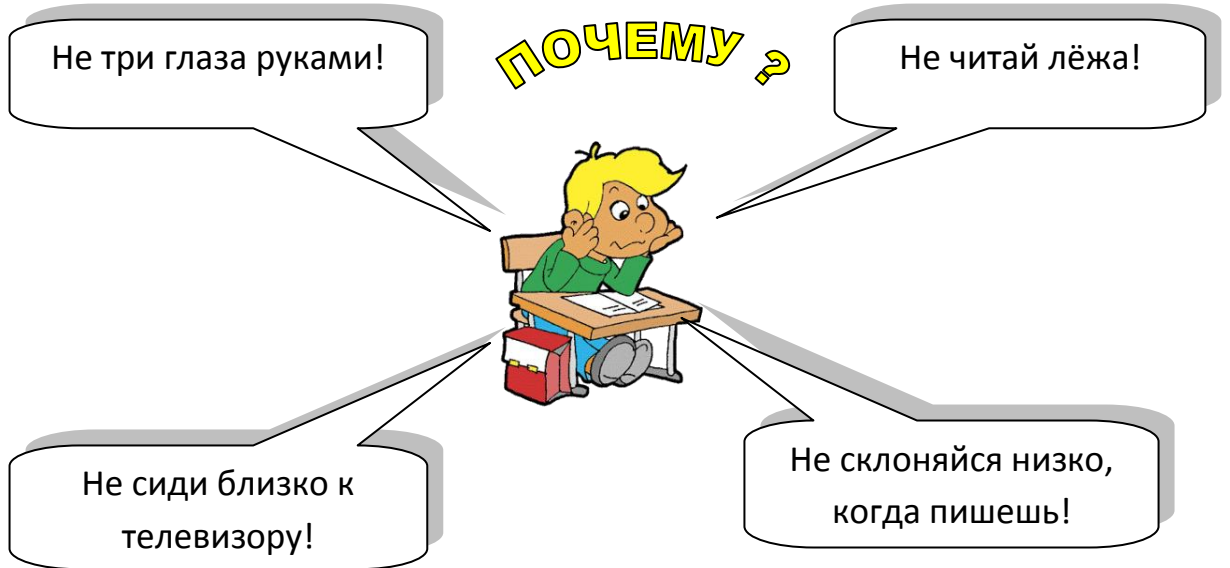 Не три глаза руками!
ПОЧЕМУ ?
Не читай лёжа!
Не сиди близко к
телевизору!
Не склоняйся низко,
когда пишешь!